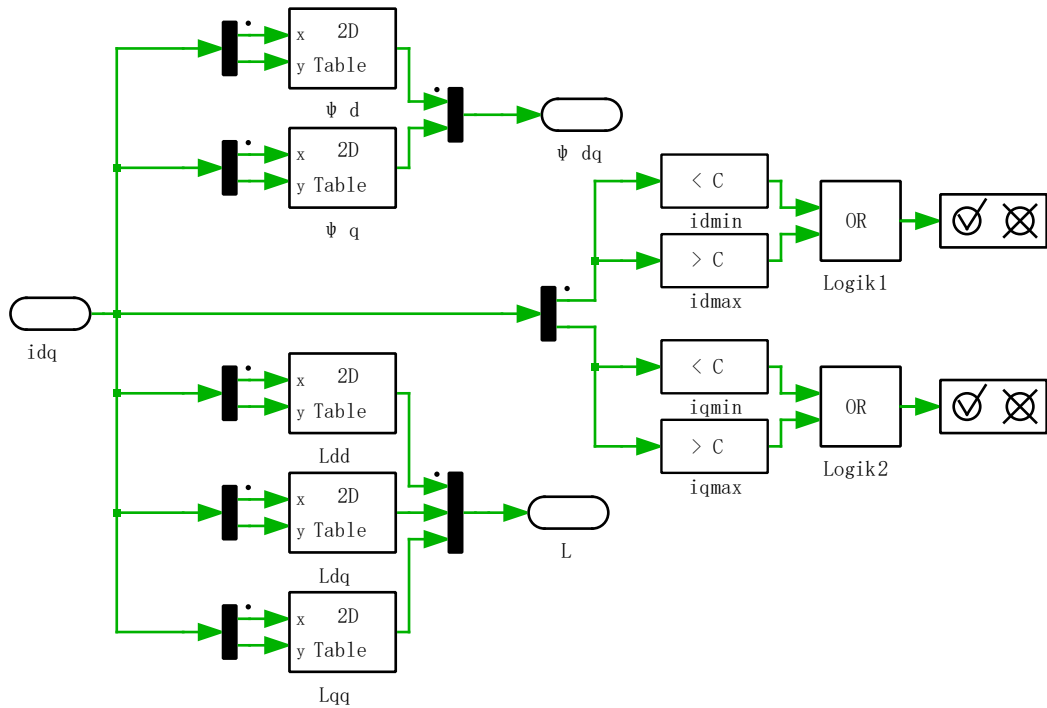 x 2D
y Table
ψ d
x 2D
y Table
ψ q
ψ dq
< C
idmin
> C
idmax
OR
Logik1
idq
< C
iqmin
> C
iqmax
OR
Logik2
x 2D
y Table
Ldd
x 2D
y Table
Ldq
L
x 2D
y Table
Lqq